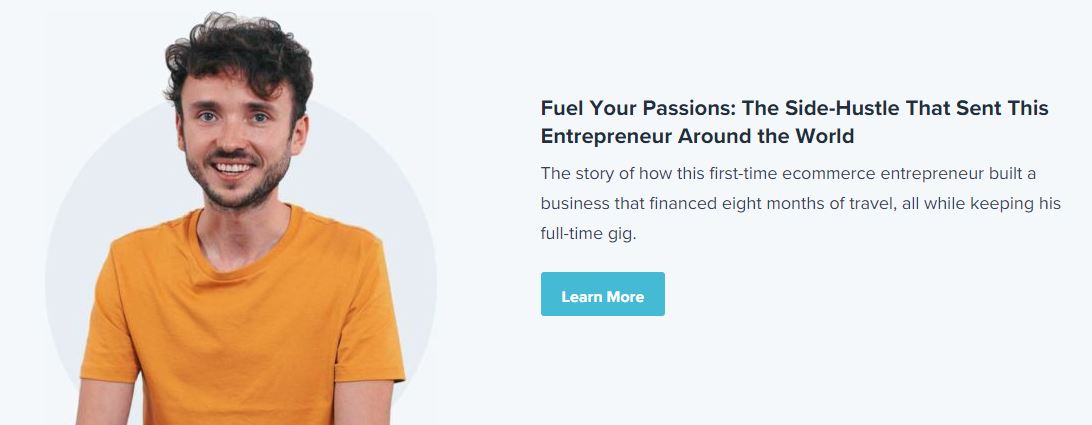 Fuel Your Passions: The Side-Hustle That Sent This
Entrepreneur Around the World
The story of how this first-time ecommerce entrepreneur built a
business that financed eight months of travel, all while keeping his
full-time gig.
Learn More